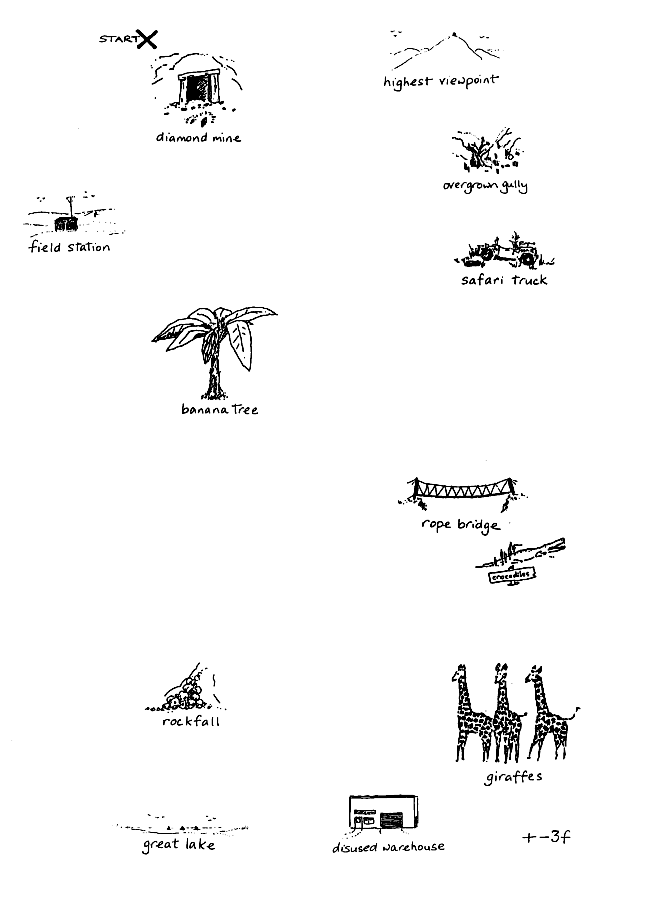 START
highest viewpoint
diamond mine
overgrown gully
field station
safari truck
banana tree
rope bridge
crocodiles
rockfall
giraffes
great lake
disused warehouse
+-3f